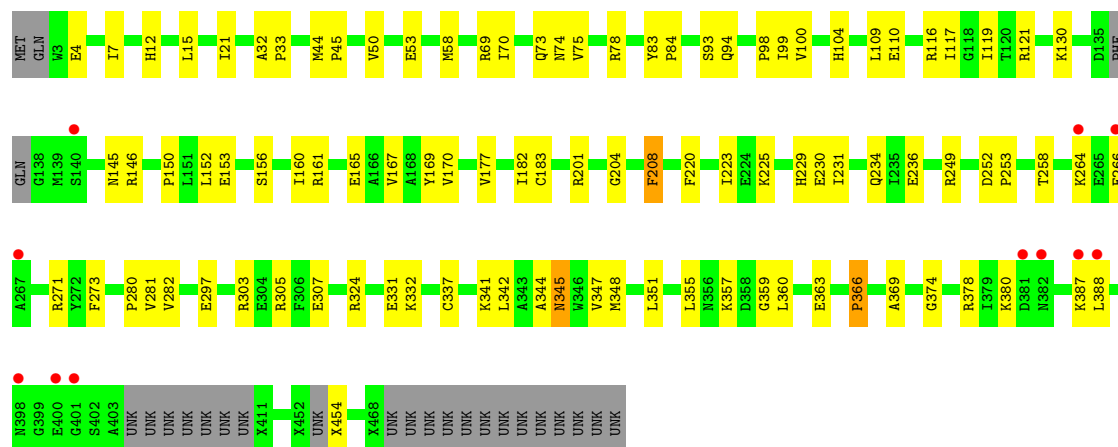 MET GLN W3 E4 I7 H12 L15 I21 A32 P33 M44 P45 V50 E53 M58 R69 I70 Q73 N74 V75 R78 Y83 P84 S93 Q94 P98 I99 V100 H104 L109 E110 R116 I117 G118 I119 T120 R121 K130 D135 PHE
GLN G138 M139 S140 N145 R146 P150 L151 L152 E153 S156 I160 R161 E165 A166 V167 A168 Y169 V170 V177 I182 C183 R201 G204 F208 F220 I223 E224 K225 H229 E230 I231 Q234 I235 E236 R249 D252 P253 T258 K264 E265 E266
A267 R271 Y272 F273 P280 V281 V282 E297 R303 E304 R305 F306 E307 R324 E331 K332 C337 K341 L342 A343 A344 N345 W346 V347 M348 L351 L355 N356 K357 D358 G359 L360 E363 P366 A369 G374 R378 I379 K380 D381 N382 K387 L388
N398 G399 E400 G401 S402 A403 UNK UNK UNK UNK UNK UNK UNK X411 X452 UNK X454 X468 UNK UNK UNK UNK UNK UNK UNK UNK UNK UNK